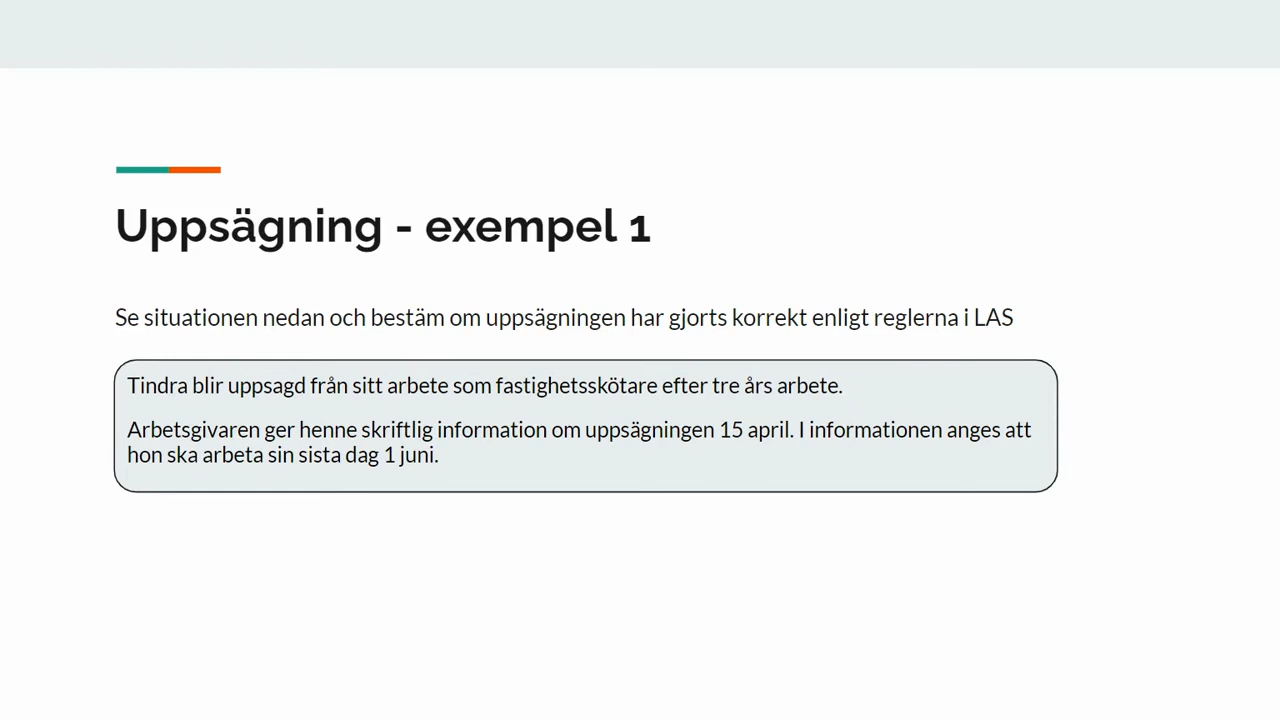 Uppsägning - exempel 1
Se situationen nedan och bestäm om uppsägningen har gjorts korrekt enligt reglerna i LAS
Tindra blir uppsagd från sitt arbete som fastighetsskötare efter tre års arbete.
Arbetsgivaren ger henne skriftlig information om uppsägningen 15 april. I informationen anges att
hon ska arbeta sin sista dag 1 juni.